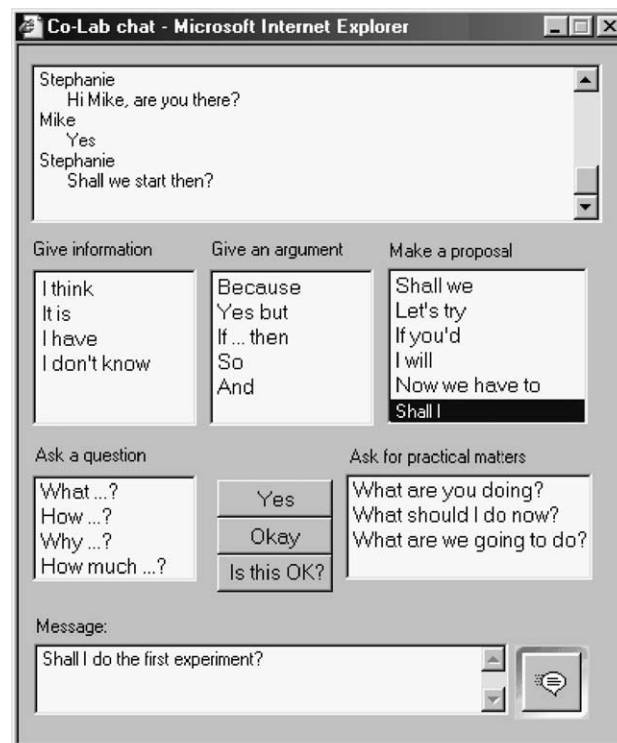 Co-Lab chat - Microsoft Internet Explorer
Stephanie
Hi Mike, are you there?
Mike
Yes
Stephanie
Shall we start then?
Give information
I think
It is
I have
I don't know
Give an argument
Because
Yes but
If ... then
So
And
Make a proposal
Shall we
Let's try
If you'd
I will
Now we have to
Shall I
Ask a question
What ...?
How ...?
Why ...?
How much ...?
Yes
Okay
Is this OK?
Ask for practical matters
What are you doing?
What should I do now?
What are we going to do?
Message:
Shall I do the first experiment?